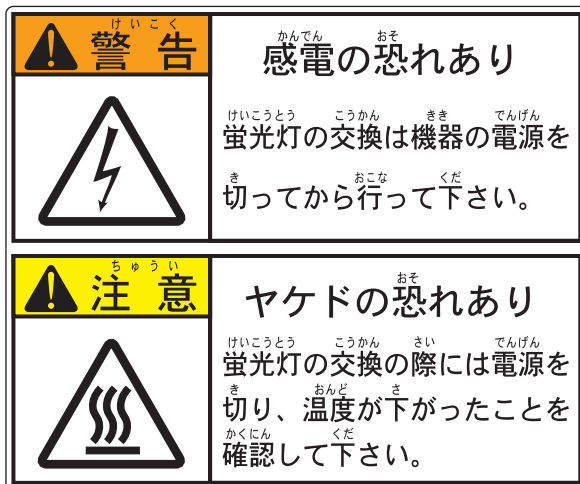 けいこく
警告
かんでん おそ
感電の恐れあり
けいこうとう こうかん きき でんげん
蛍光灯の交換は機器の電源を
き おこな くだ
切ってから行って下さい。
ちゅうい
注意
おそ
ヤケドの恐れあり
けいこうとう こうかん さい でんげん
蛍光灯の交換の際には電源を
き おんど さ
切り、温度が下がったことを
かくにん くだ
確認して下さい。